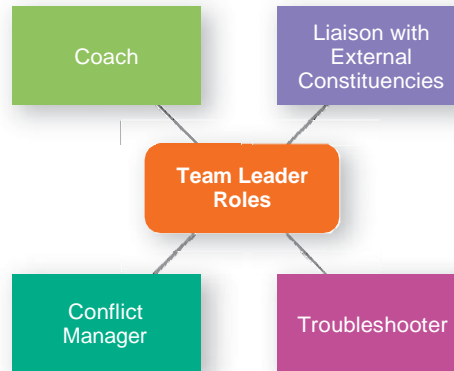 Coach
Liaison with
External
Constituencies
Team Leader
Roles
Conflict
Manager
Troubleshooter